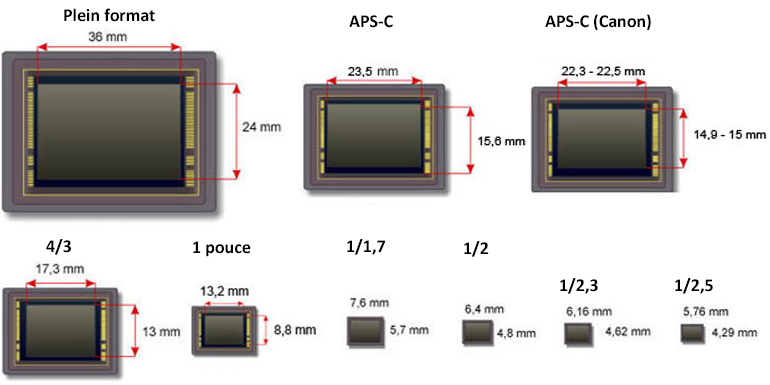 Plein format
36 mm
24 mm
APS-C
23,5 mm
15,6 mm
APS-C (Canon)
22,3 - 22,5 mm
14,9 - 15 mm
4/3
17,3 mm
13 mm
1 pouce
13,2 mm
8,8 mm
1/1,7
7,6 mm
5,7 mm
1/2
6,4 mm
4,8 mm
1/2,3
6,16 mm
4,62 mm
1/2,5
5,76 mm
4,29 mm